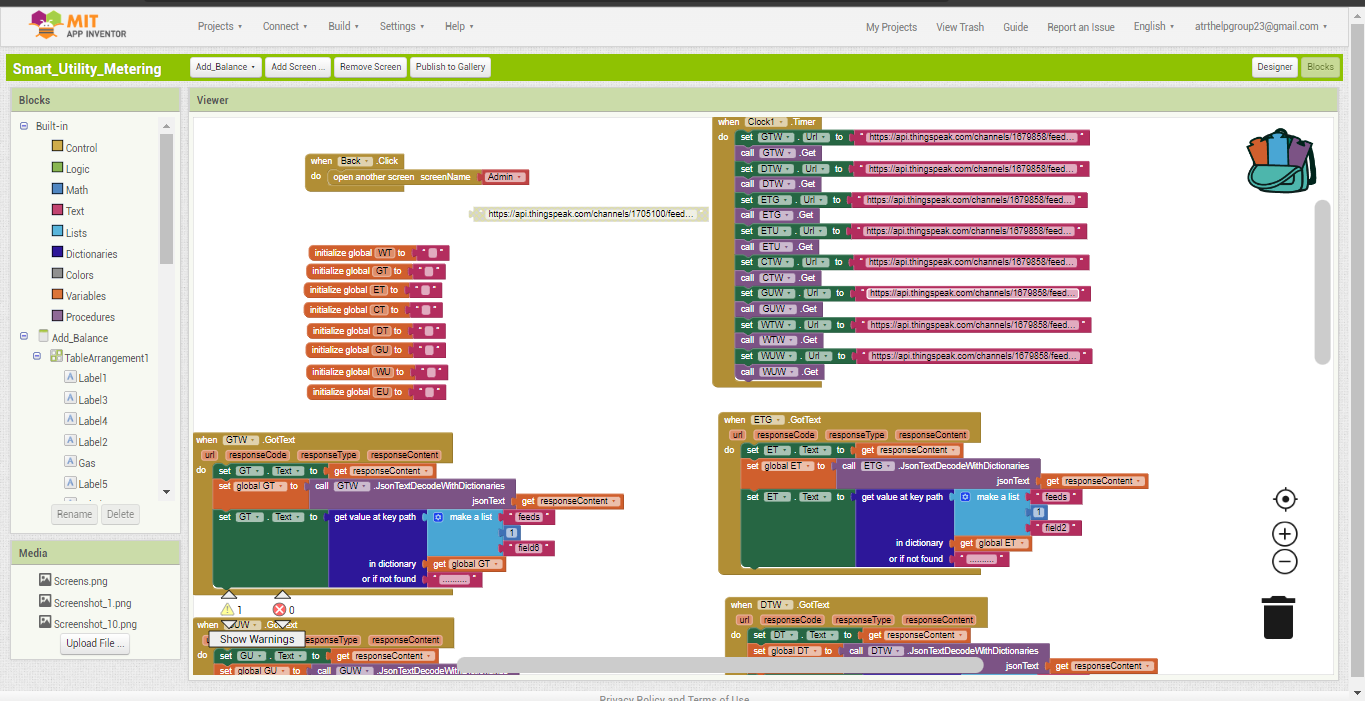 MIT
APP INVENTOR
Projects Connect Build Settings Help My Projects View Trash Guide Report an Issue English atrthelpgroup23@gmail.com
Smart_Utility_Metering Add_Balance Add Screen ... Remove Screen Publish to Gallery Designer Blocks
Blocks
Built-in
Control
Logic
Math
Text
Lists
Dictionaries
Colors
Variables
Procedures
Add_Balance
TableArrangement1
Label1
Label3
Label4
Label2
Gas
Label5
Rename Delete
Media
Screens.png
Screenshot_1.png
Screenshot_10.png
Upload File ...
Viewer
when Back .Click
do open another screen screenName Admin
" https://api.thingspeak.com/channels/1705100/feed... "
initialize global WT to " "
initialize global GT to " "
initialize global ET to " "
initialize global CT to " "
initialize global DT to " "
initialize global GU to " "
initialize global WU to " "
initialize global EU to " "
when Clock1 .Timer
do set GTW . Url to " https://api.thingspeak.com/channels/1679858/feed... "
call GTW .Get
set DTW . Url to " https://api.thingspeak.com/channels/1679858/feed... "
call DTW .Get
set ETG . Url to " https://api.thingspeak.com/channels/1679858/feed... "
call ETG .Get
set ETU . Url to " https://api.thingspeak.com/channels/1679858/feed... "
call ETU .Get
set CTW . Url to " https://api.thingspeak.com/channels/1679858/feed... "
call CTW .Get
set GUW . Url to " https://api.thingspeak.com/channels/1679858/feed... "
call GUW .Get
set WTW . Url to " https://api.thingspeak.com/channels/1679858/feed... "
call WTW .Get
set WUW . Url to " https://api.thingspeak.com/channels/1679858/feed... "
call WUW .Get
when GTW .GotText
url responseCode responseType responseContent
do set GT . Text to get responseContent
set global GT to call GTW .JsonTextDecodeWithDictionaries
jsonText get responseContent
set GT . Text to get value at key path make a list " feeds "
1
" field6 "
in dictionary get global GT
or if not found " .......... "
1 0
Show Warnings
when UW .GotText
responseType responseContent
do set GU . Text to get responseContent
set global GU to call GUW .JsonTextDecodeWith
when ETG .GotText
url responseCode responseType responseContent
do set ET . Text to get responseContent
set global ET to call ETG .JsonTextDecodeWithDictionaries
jsonText get responseContent
set ET . Text to get value at key path make a list " feeds "
1
" field2 "
in dictionary get global ET
or if not found " .......... "
when DTW .GotText
url responseCode responseType responseContent
do set DT . Text to get responseContent
set global DT to call DTW .JsonTextDecodeWithDictionaries
jsonText get responseContent
Privacy Policy and Terms of Use